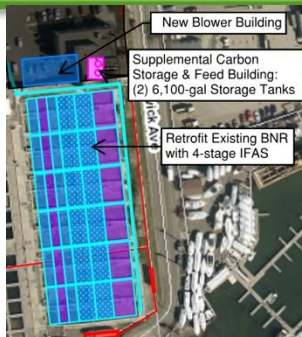 New Blower Building
Supplemental Carbon
Storage & Feed Building:
(2) 6,100-gal Storage Tanks
Retrofit Existing BNR
with 4-stage IFAS